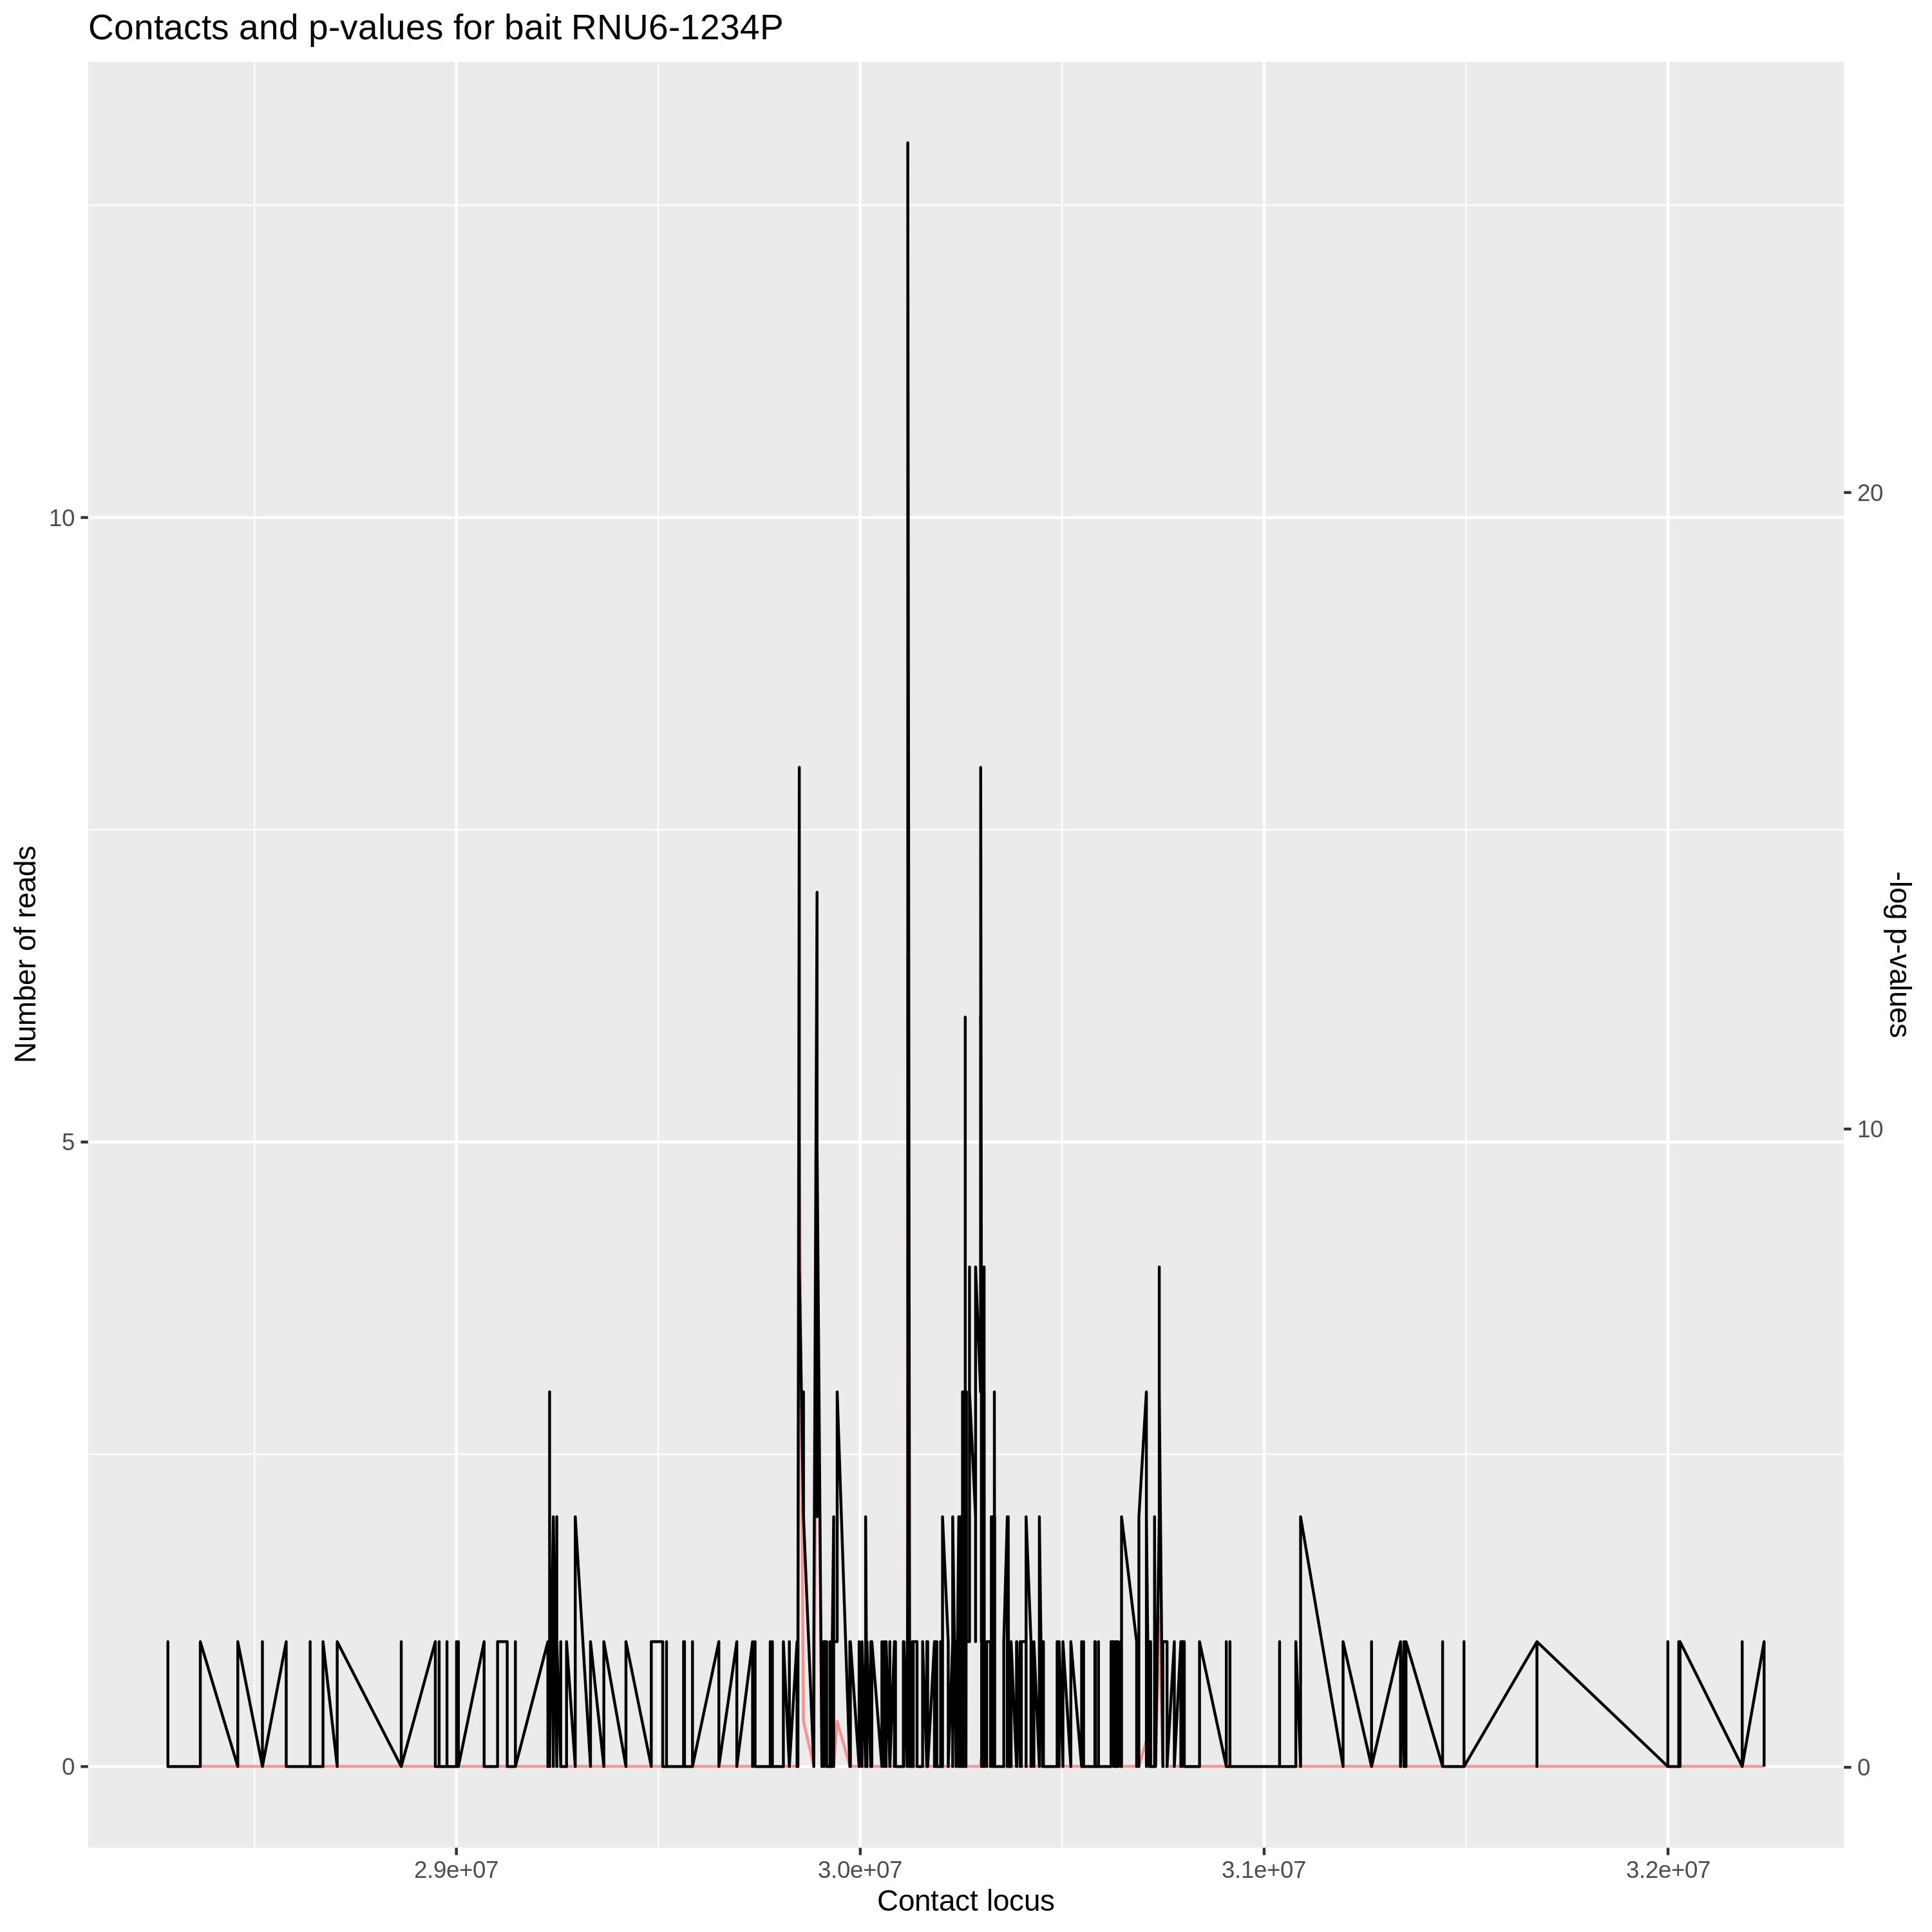 Contacts and p-values for bait RNU6-1234P
10
5
0
Number of reads
20
10
0
-log p-values
2.9e+07 3.0e+07 3.1e+07 3.2e+07
Contact locus